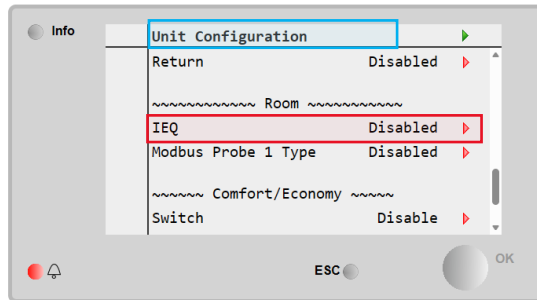 Info
Unit Configuration
Return Disabled
~~~~~~~~~~~~ Room ~~~~~~~~~~~
IEQ Disabled
Modbus Probe 1 Type Disabled
~~~~~~ Comfort/Economy ~~~~~
Switch Disable
ESC
OK